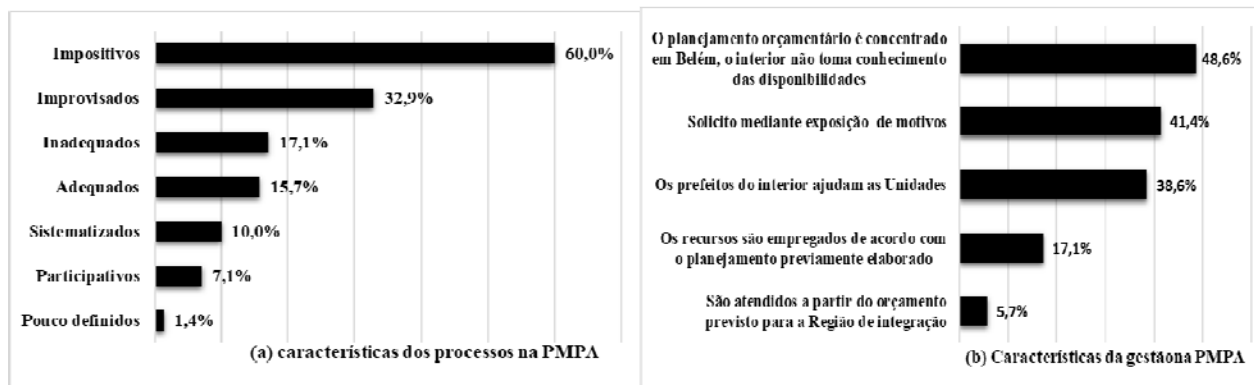 Impositivos
60,0%
Improvisados
32,9%
Inadequados
17,1%
Adequados
15,7%
Sistematizados
10,0%
Participativos
7,1%
Pouco definidos
1,4%
(a) características dos processos na PMPA
O planejamento orçamentário é concentrado
em Belém, o interior não toma conhecimento
das disponibilidades
48,6%
Solicito mediante exposição de motivos
41,4%
Os prefeitos do interior ajudam as Unidades
38,6%
Os recursos são empregados de acordo com
o planejamento previamente elaborado
17,1%
São atendidos a partir do orçamento
previsto para a Região de integração
5,7%
(b) Características da gestãona PMPA